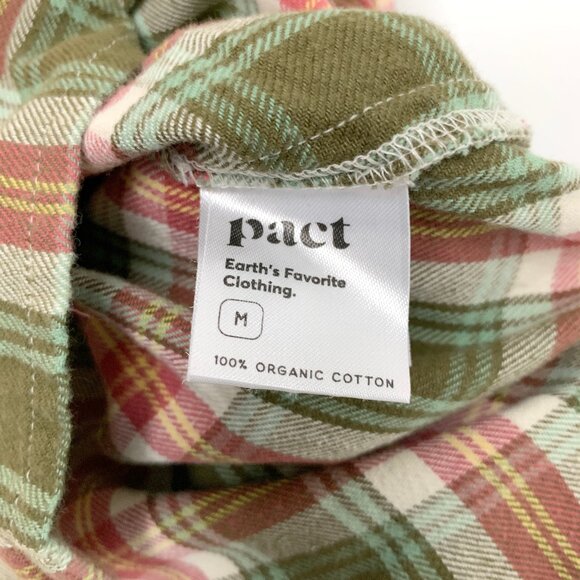 pact
Earth's Favorite
Clothing.
M
100% ORGANIC COTTON